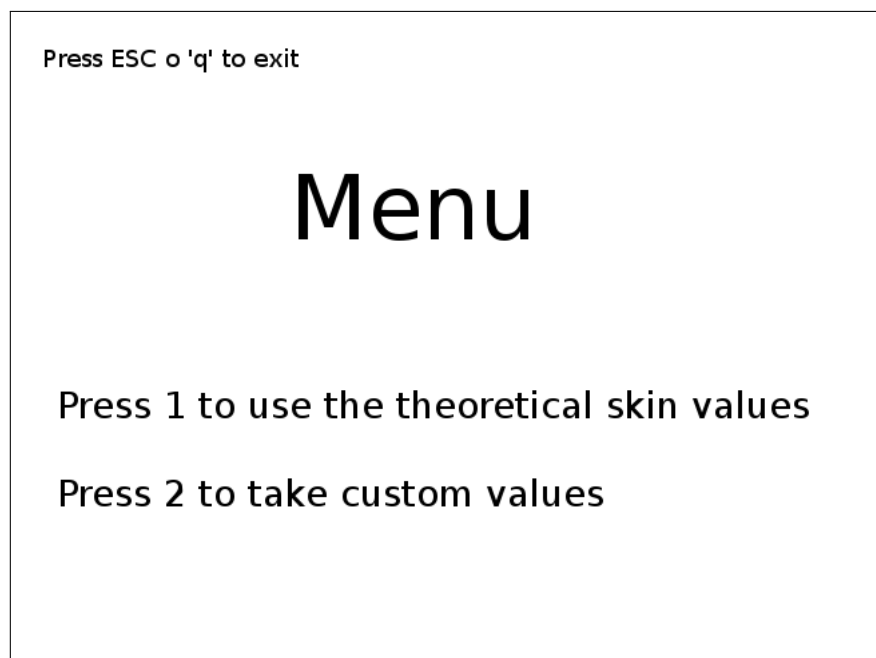 Press ESC o 'q' to exit
Menu
Press 1 to use the theoretical skin values
Press 2 to take custom values